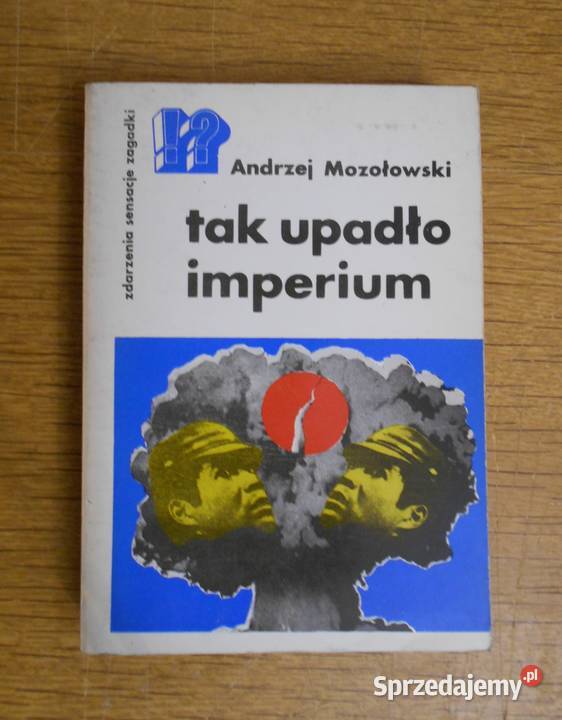 zdarzenia sensacje zagadki
!?
Andrzej Mozołowski
tak upadło
imperium
Sprzedajemy.pl